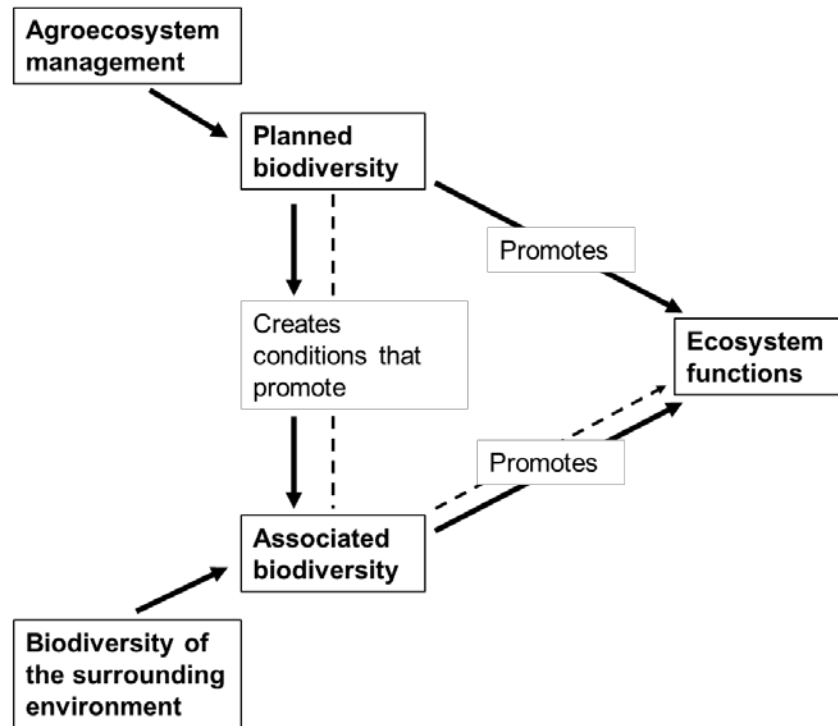 Agroecosystem
management
Planned
biodiversity
Promotes
Creates
conditions that
promote
Ecosystem
functions
Promotes
Associated
biodiversity
Biodiversity of
the surrounding
environment